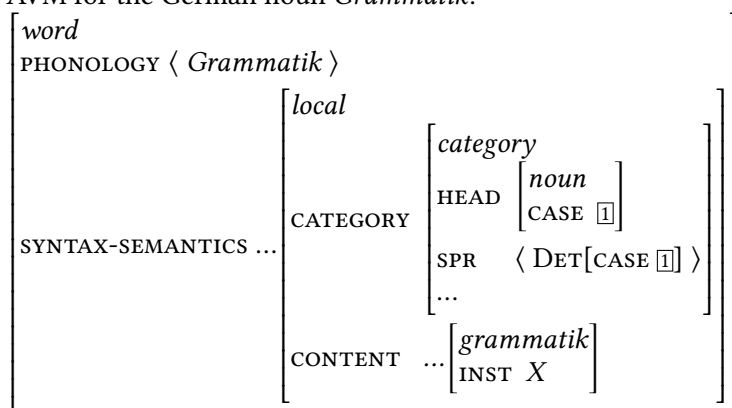 AVM for the German noun Grammatik:
word
PHONOLOGY ⟨ Grammatik ⟩
SYNTAX-SEMANTICS ...
local
CATEGORY
category
HEAD
noun
CASE 1
SPR ⟨ DET[CASE 1] ⟩
...
CONTENT ...
grammatik
INST X